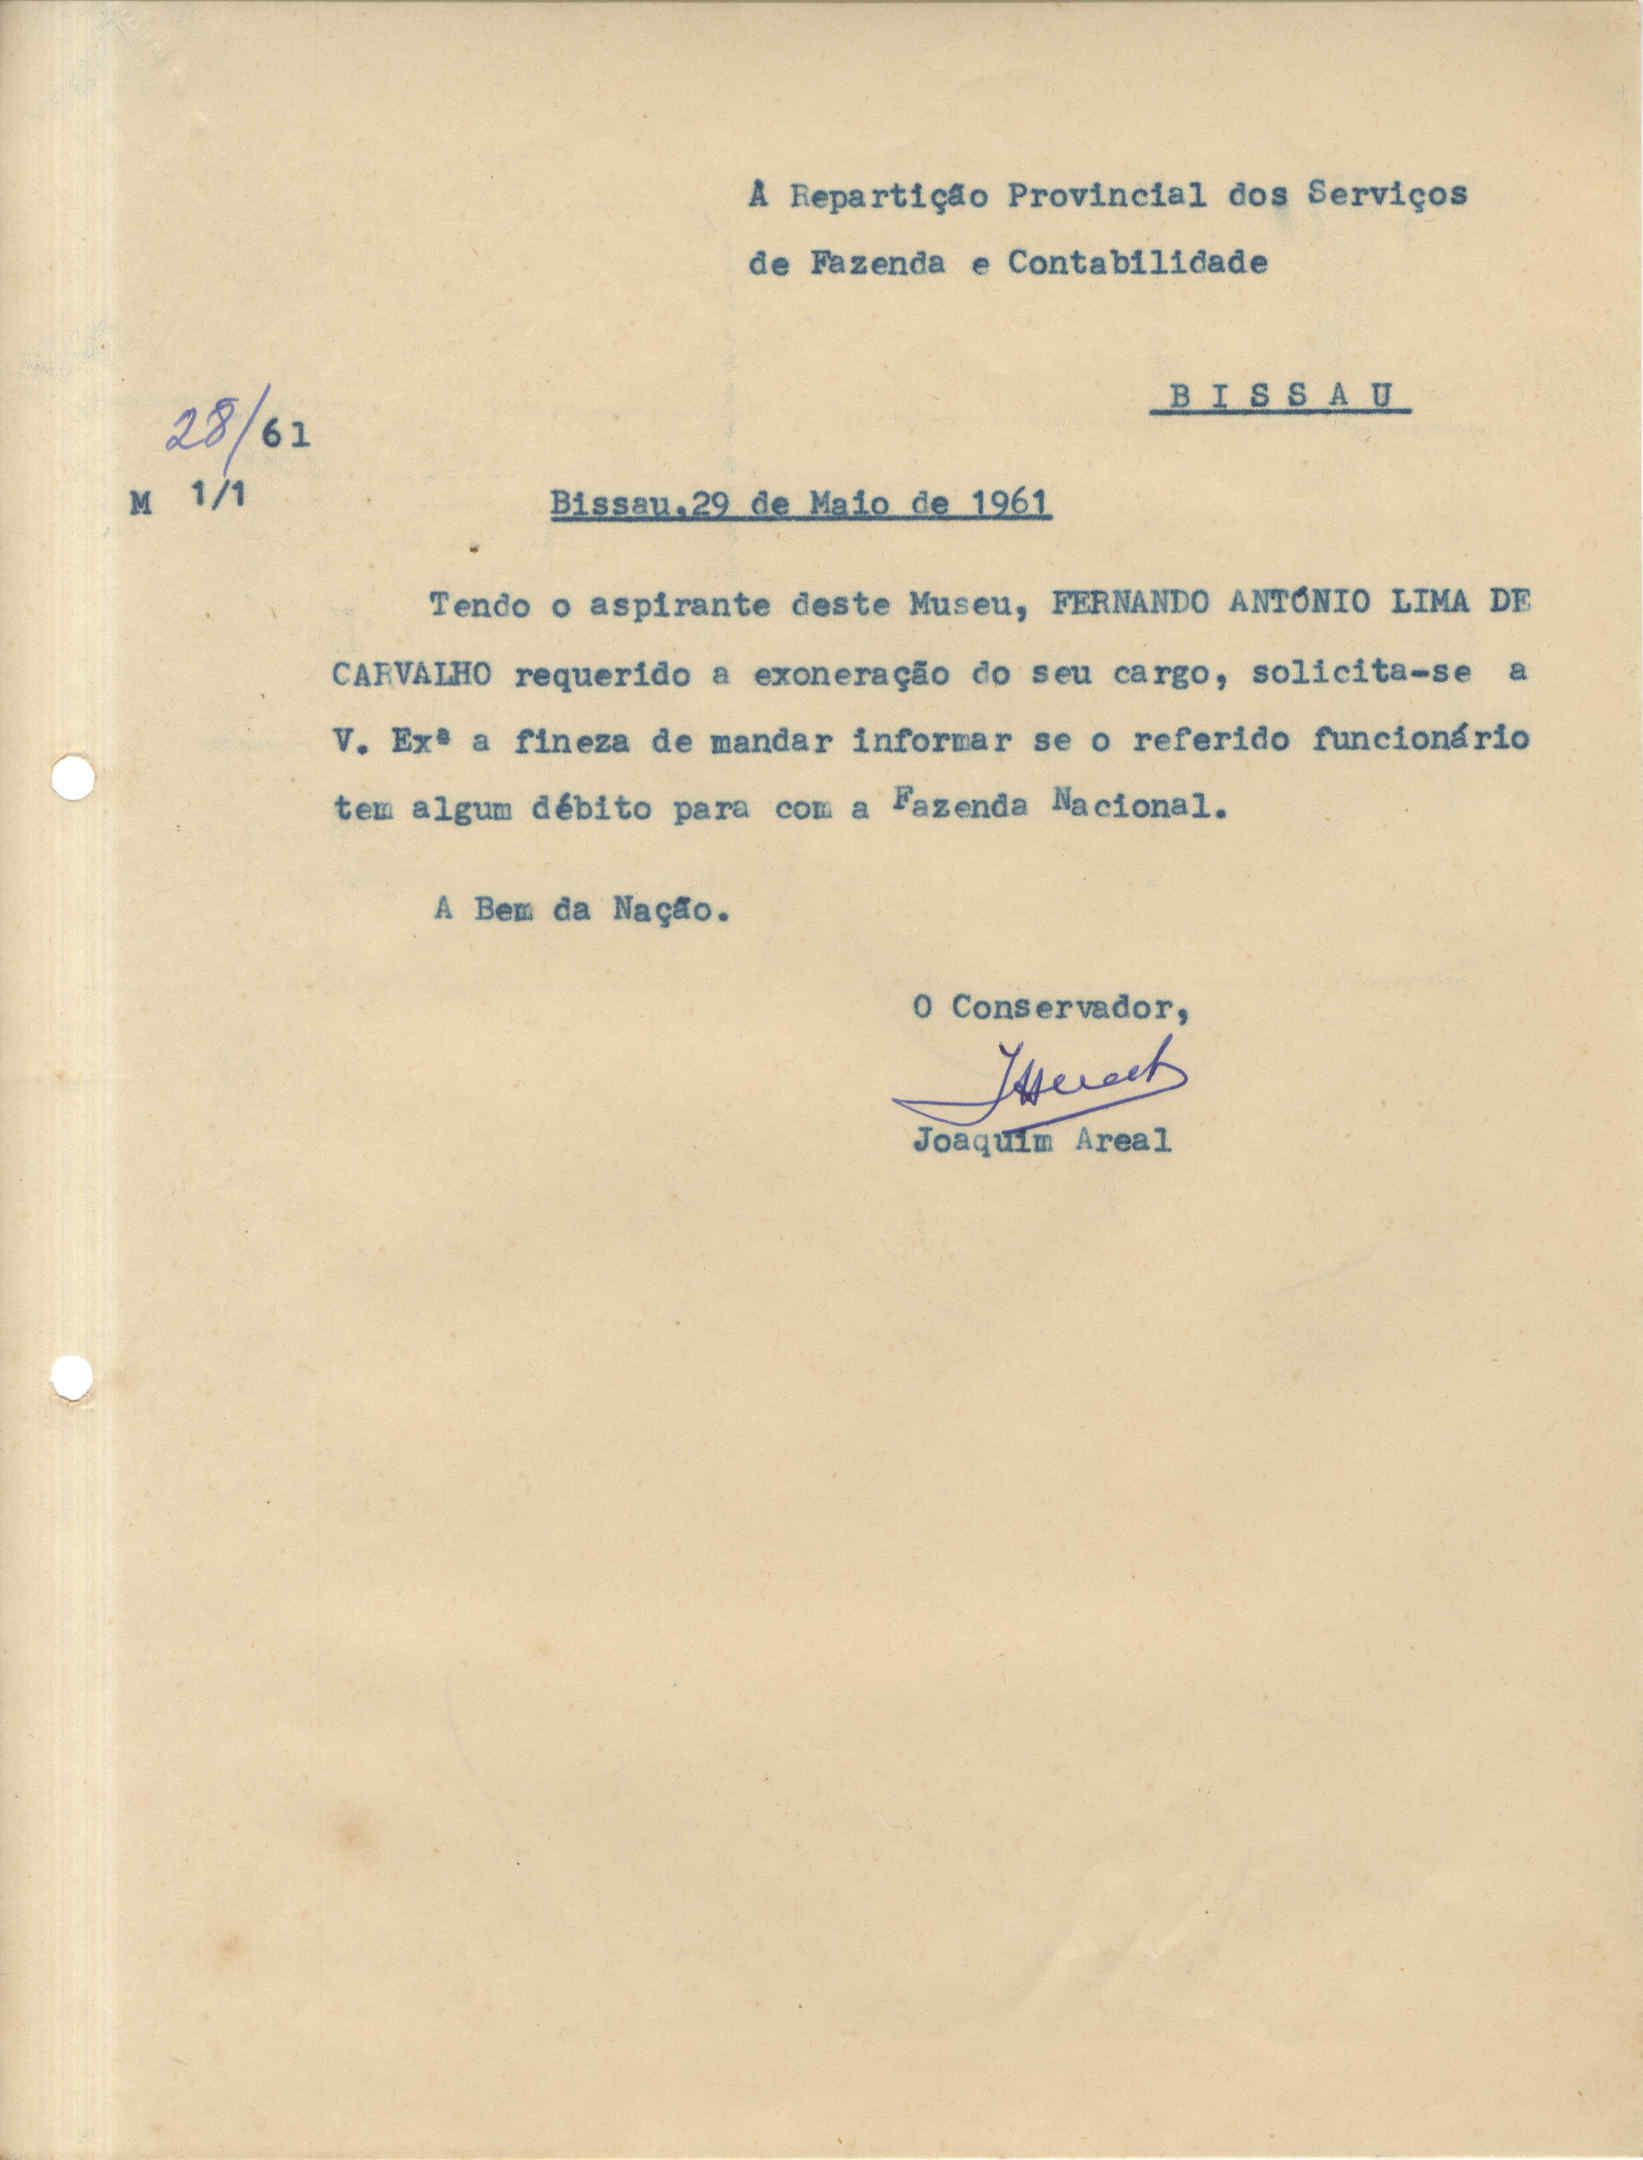 À Repartição Provincial dos Serviços
de Fazenda e Contabilidade
B I S S A U
28/61
M 1/1
Bissau,29 de Maio de 1961
Tendo o aspirante deste Museu, FERNANDO ANTÓNIO LIMA DE
CARVALHO requerido a exoneração do seu cargo, solicita-se a
V. Exª a fineza de mandar informar se o referido funcionário
tem algum débito para com a Fazenda Nacional.
A Bem da Nação.
O Conservador,
Joaquim Areal